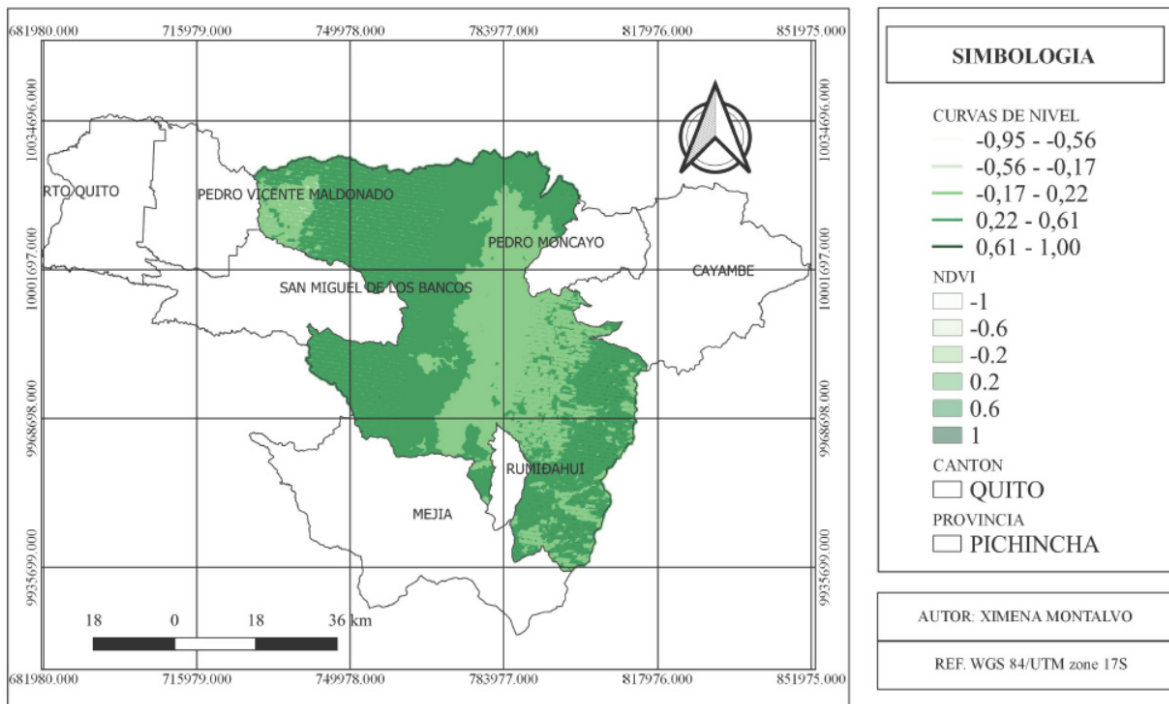 681980.000 715979.000 749978.000 783977.000 817976.000 851975.000
10034696.000 10034696.000
10001697.000 10001697.000
9968698.000 9968698.000
9935699.000 9935699.000
RTO QUITO
PEDRO VICENTE MALDONADO
PEDRO MONCAYO
CAYAMBE
SAN MIGUEL DE LOS BANCOS
RUMIÐAHUI
MEJIA
18 0 18 36 km
681980.000 715979.000 749978.000 783977.000 817976.000 851975.000
SIMBOLOGIA
CURVAS DE NIVEL
-0,95 - -0,56
-0,56 - -0,17
-0,17 - 0,22
0,22 - 0,61
0,61 - 1,00
NDVI
-1
-0.6
-0.2
0.2
0.6
1
CANTON
QUITO
PROVINCIA
PICHINCHA
AUTOR: XIMENA MONTALVO
REF. WGS 84/UTM zone 17S